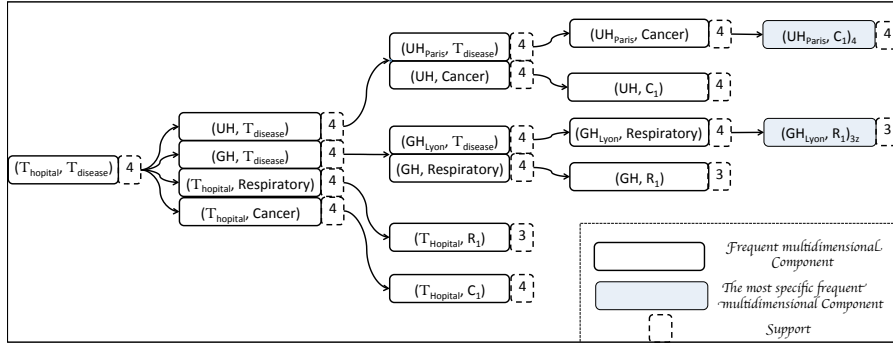 (T_hopital, T_disease) 4
(UH, T_disease) 4
(GH, T_disease) 4
(T_hopital, Respiratory) 4
(T_hopital, Cancer) 4
(UH_Paris, T_disease) 4
(UH, Cancer) 4
(GH_Lyon, T_disease) 4
(GH, Respiratory) 4
(T_Hopital, R_1) 3
(T_Hopital, C_1) 4
(UH_Paris, Cancer) 4
(UH, C_1) 4
(GH_Lyon, Respiratory) 4
(GH, R_1) 3
(UH_Paris, C_1)_4 4
(GH_Lyon, R_1)_3z 3
Frequent multidimensional
Component
The most specific frequent
multidimensional Component
Support